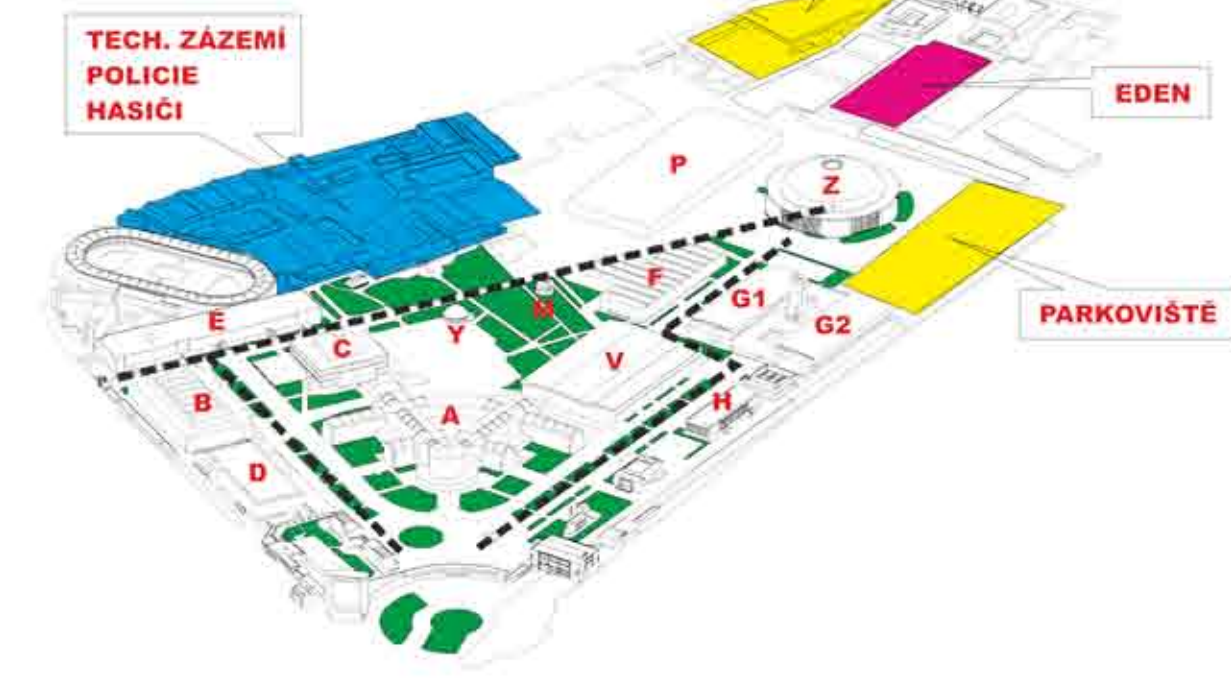 TECH. ZÁZEMÍ
POLICIE
HASIČI
EDEN
P
Z
F
G1
G2
M
E
Y
C
V
B
A
H
D
PARKOVIŠTĚ